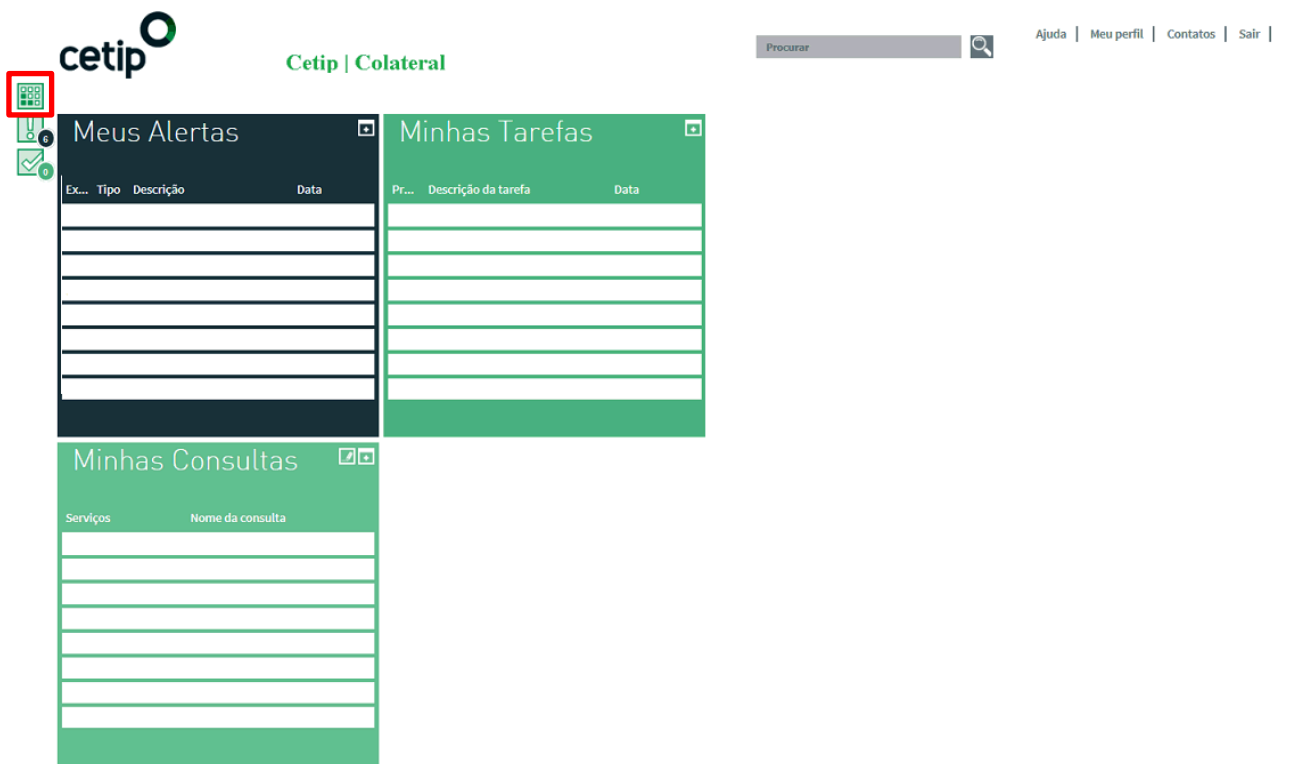 cetip
Cetip | Colateral
Procurar
Ajuda | Meu perfil | Contatos | Sair |
6
0
Meus Alertas
Ex... Tipo Descrição Data
Minhas Tarefas
Pr... Descrição da tarefa Data
Minhas Consultas
Serviços Nome da consulta